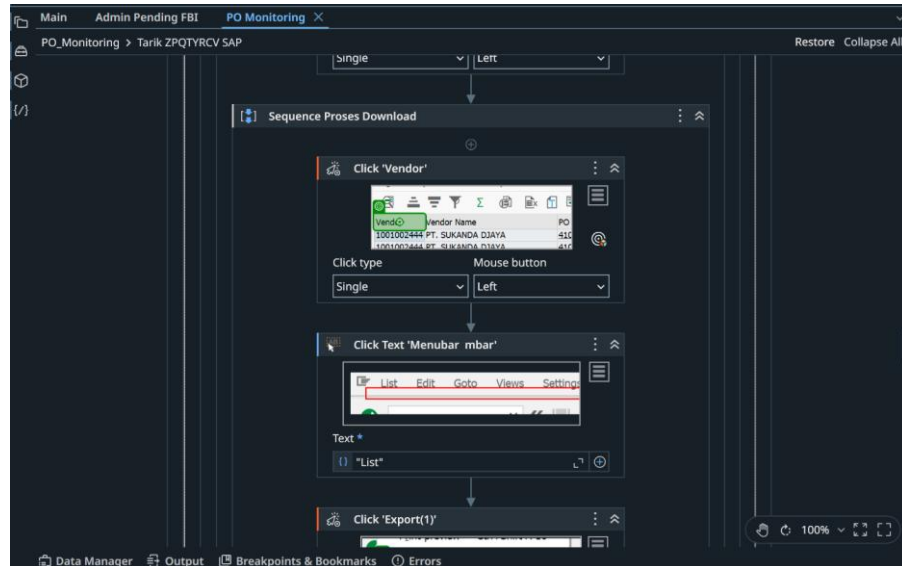 Main Admin Pending FBI PO Monitoring
PO_Monitoring > Tarik ZPQTYRCV SAP Restore Collapse All
Single Left
Sequence Proses Download
Click 'Vendor'
Vendor Name PO
1001002444 PT. SUKANDA DJAYA 410
1001002444 PT. SUKANDA DJAYA 410
Click type Mouse button
Single Left
Click Text 'Menubar mbar'
List Edit Goto Views Settings
Text *
"List"
Click 'Export(1)'
100%
Data Manager Output Breakpoints & Bookmarks Errors